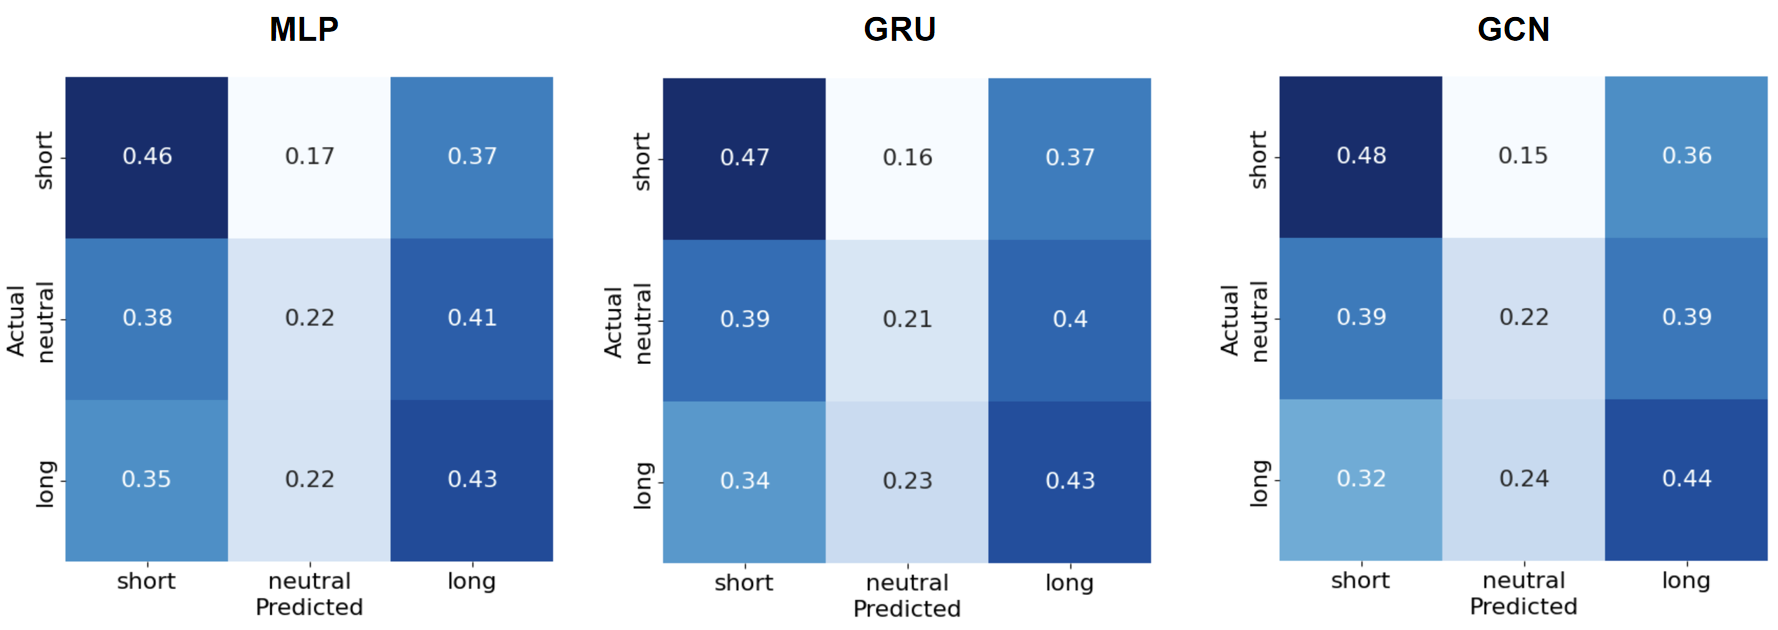 MLP
GRU
GCN
short
0.46
0.17
0.37
Actual
neutral
0.38
0.22
0.41
long
0.35
0.22
0.43
short
neutral
long
Predicted
short
0.47
0.16
0.37
Actual
neutral
0.39
0.21
0.4
long
0.34
0.23
0.43
short
neutral
long
Predicted
short
0.48
0.15
0.36
Actual
neutral
0.39
0.22
0.39
long
0.32
0.24
0.44
short
neutral
long
Predicted